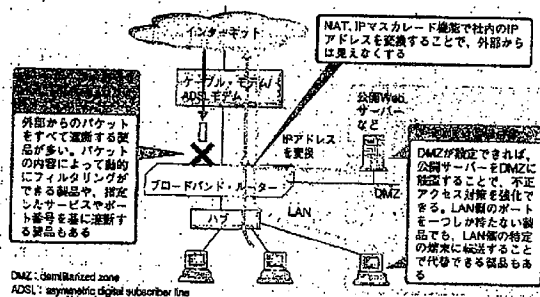 インターネット
NAT、IPマスカレード機能で社内のIP
アドレスを変換することで、外部から
は見えなくする
ケーブル・モデム/
ADSLモデム
公開Web
サーバー
など
外部からのパケット
をすべて遮断する製
品が多い。パケット
の内容によって動的
にフィルタリングが
できる製品や、指定
したサービスやポー
ト番号を基に遮断す
る製品もある
IPアドレス
を変換
ブロードバンド・ルーター
DMZ
ハブ
LAN
DMZが設定できれば、
公開サーバーをDMZに
設置することで、不正
アクセス対策を強化で
きる。LAN側のポート
を一つしか持たない製
品でも、LAN側の特定
の端末に転送すること
で代替できる製品もあ
る
DMZ：demilitarized zone
ADSL：asymmetric digital subscriber line